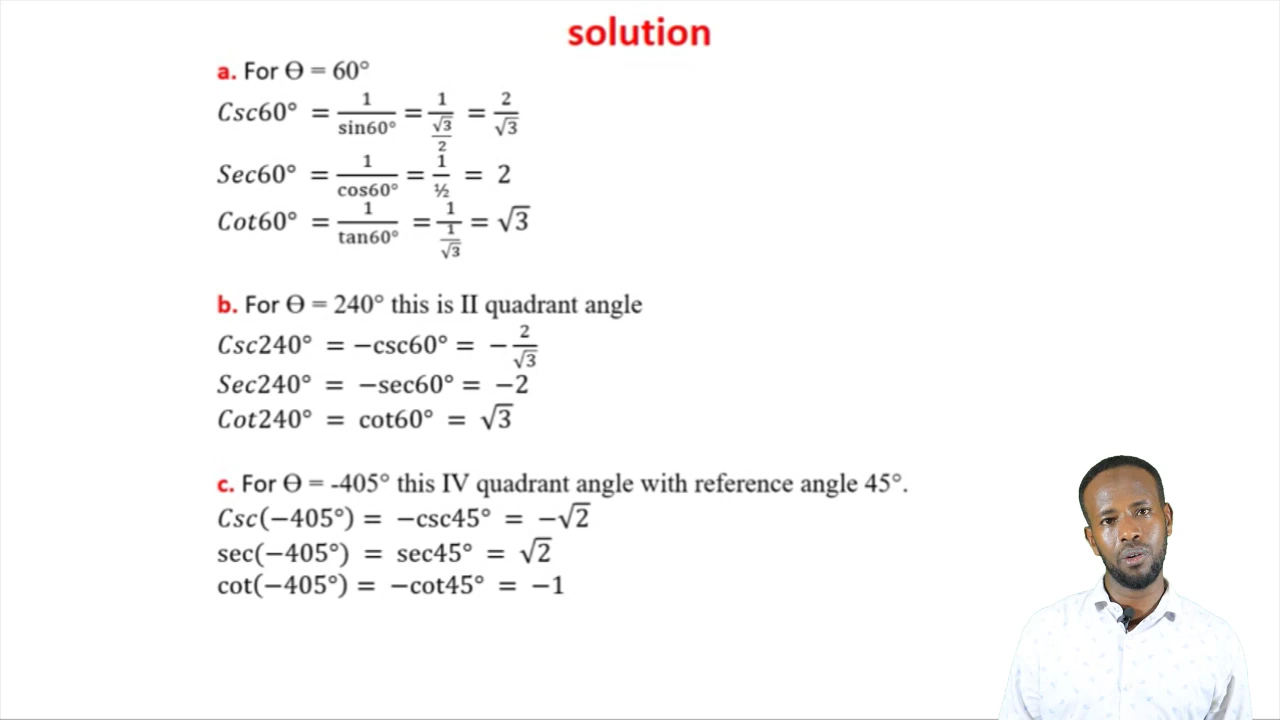 solution
a. For Ө = 60°
Csc60° = 1/sin60° = 1/(√3/2) = 2/√3
Sec60° = 1/cos60° = 1/½ = 2
Cot60° = 1/tan60° = 1/(1/√3) = √3
b. For Ө = 240° this is II quadrant angle
Csc240° = −csc60° = −2/√3
Sec240° = −sec60° = −2
Cot240° = cot60° = √3
c. For Ө = -405° this IV quadrant angle with reference angle 45°.
Csc(−405°) = −csc45° = −√2
sec(−405°) = sec45° = √2
cot(−405°) = −cot45° = −1